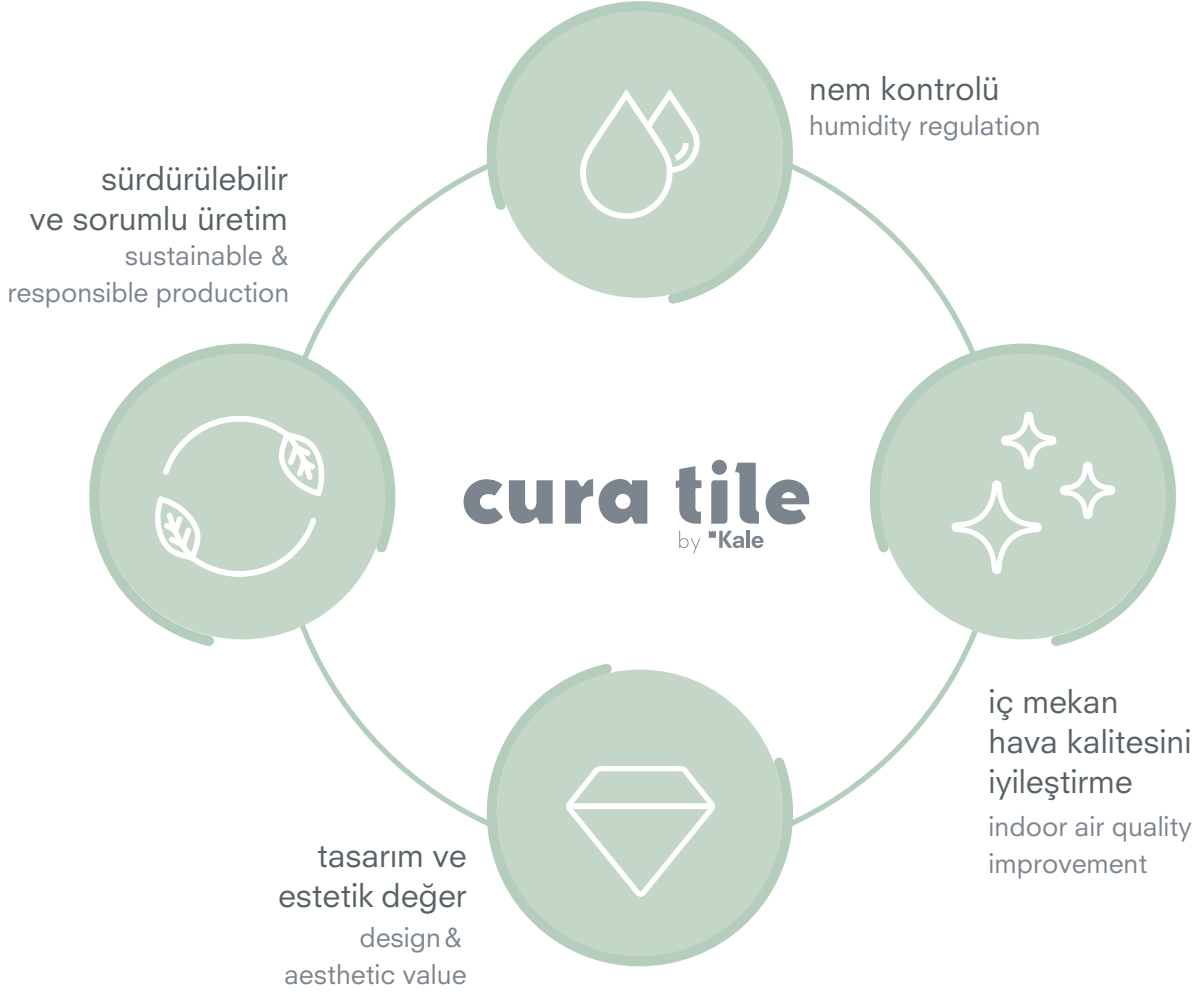 nem kontrolü
humidity regulation
sürdürülebilir
ve sorumlu üretim
sustainable &
responsible production
cura tile
by Kale
iç mekan
hava kalitesini
iyileştirme
indoor air quality
improvement
tasarım ve
estetik değer
design &
aesthetic value